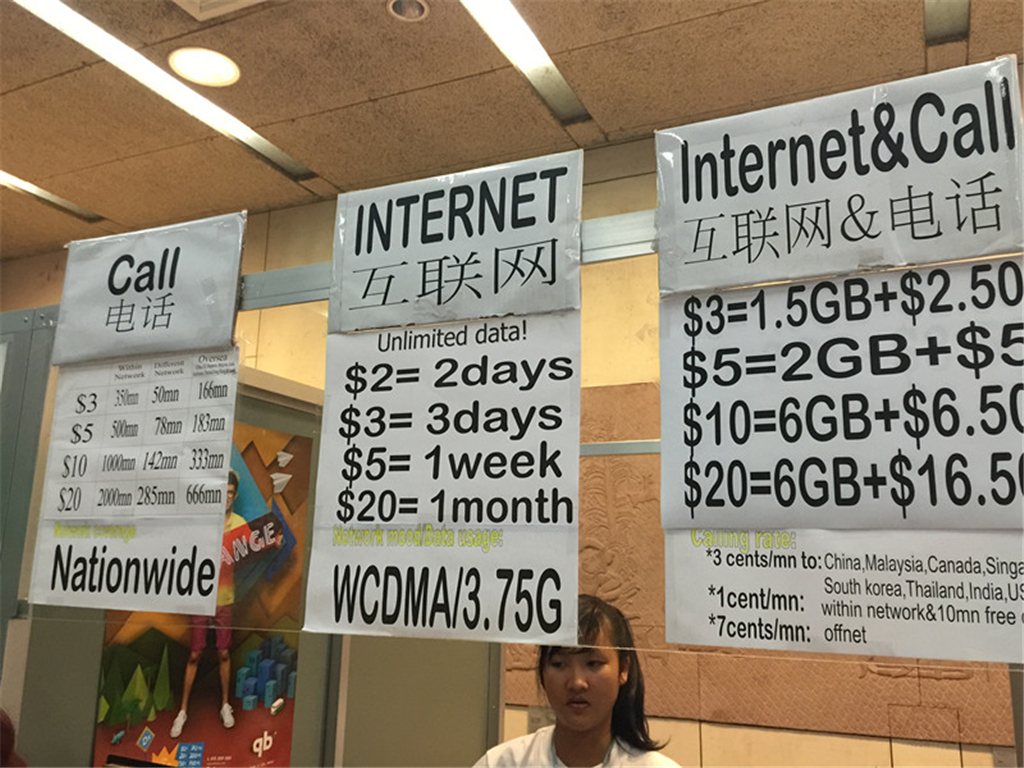 Call
电话
Within Network Different Network Oversea
$3 350mn 50mn 166mn
$5 500mn 78mn 183mn
$10 1000mn 142mn 333mn
$20 2000mn 285mn 666mn
Network coverage
Nationwide
INTERNET
互联网
Unlimited data!
$2= 2days
$3= 3days
$5= 1week
$20= 1month
Network mood/Data usage:
WCDMA/3.75G
Internet&Call
互联网&电话
$3=1.5GB+$2.50
$5=2GB+$5
$10=6GB+$6.50
$20=6GB+$16.50
Calling rate:
*3 cents/mn to: China,Malaysia,Canada,Singa
South korea,Thailand,India,US
*1cent/mn: within network&10mn free
*7cents/mn: offnet
ANGE
qb